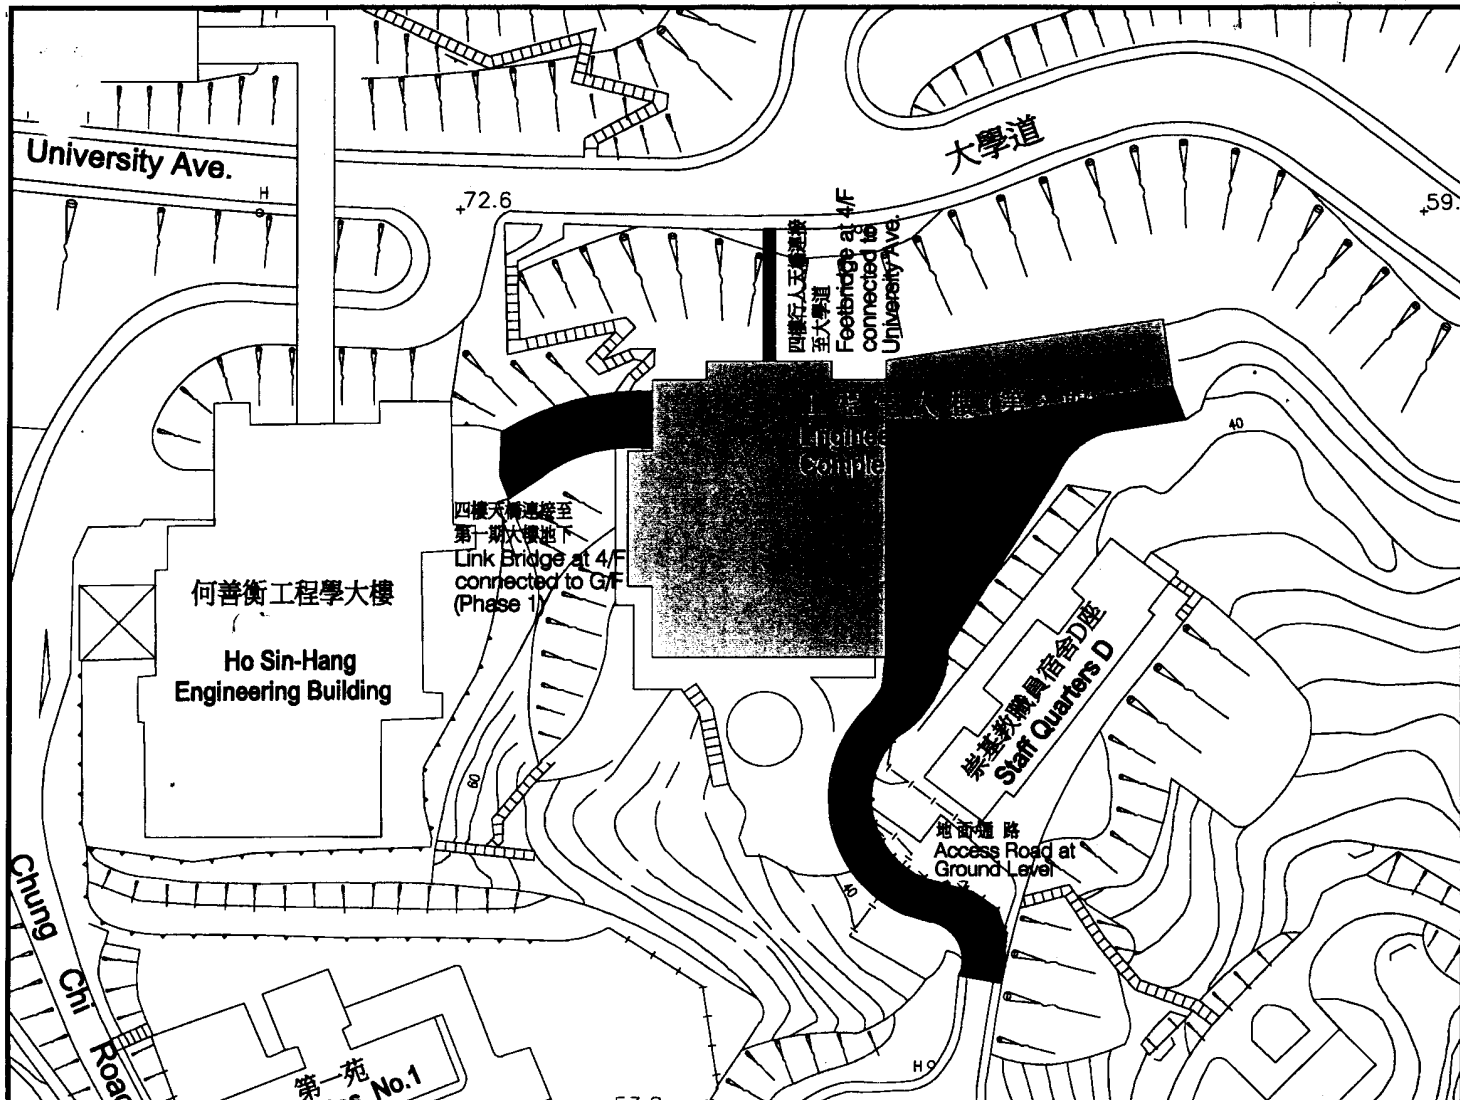 University Ave.
大學道
H
+72.6
+59.
四樓行人天橋連接
至大學道
Footbridge at 4/F
connected to
University Ave.
40
四樓天橋連接至
第一期大樓地下
Link Bridge at 4/F
connected to G/F
(Phase 1)
何善衡工程學大樓
Ho Sin-Hang
Engineering Building
崇基教職員宿舍D座
Staff Quarters D
60
地面通路
Access Road at
Ground Level
40
Chung Chi Road
第一苑
No.1
H